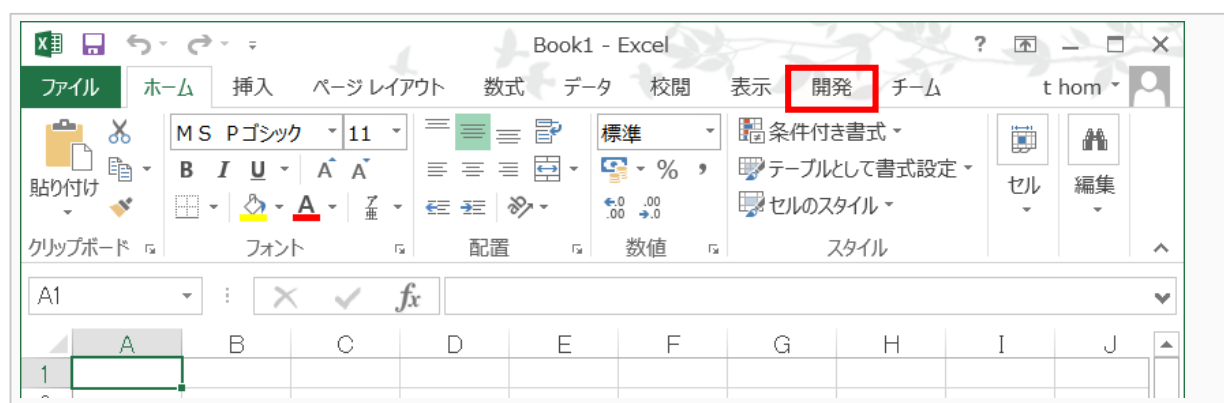 Book1 - Excel ?
ファイル ホーム 挿入 ページ レイアウト 数式 データ 校閲 表示 開発 チーム t hom
ＭＳ Ｐゴシック 11 標準 条件付き書式
貼り付け B I U A A % , テーブルとして書式設定 セル 編集
A 亜 .0 .00 .00 .0 セルのスタイル
クリップボード フォント 配置 数値 スタイル
A1 fx
A B C D E F G H I J
1